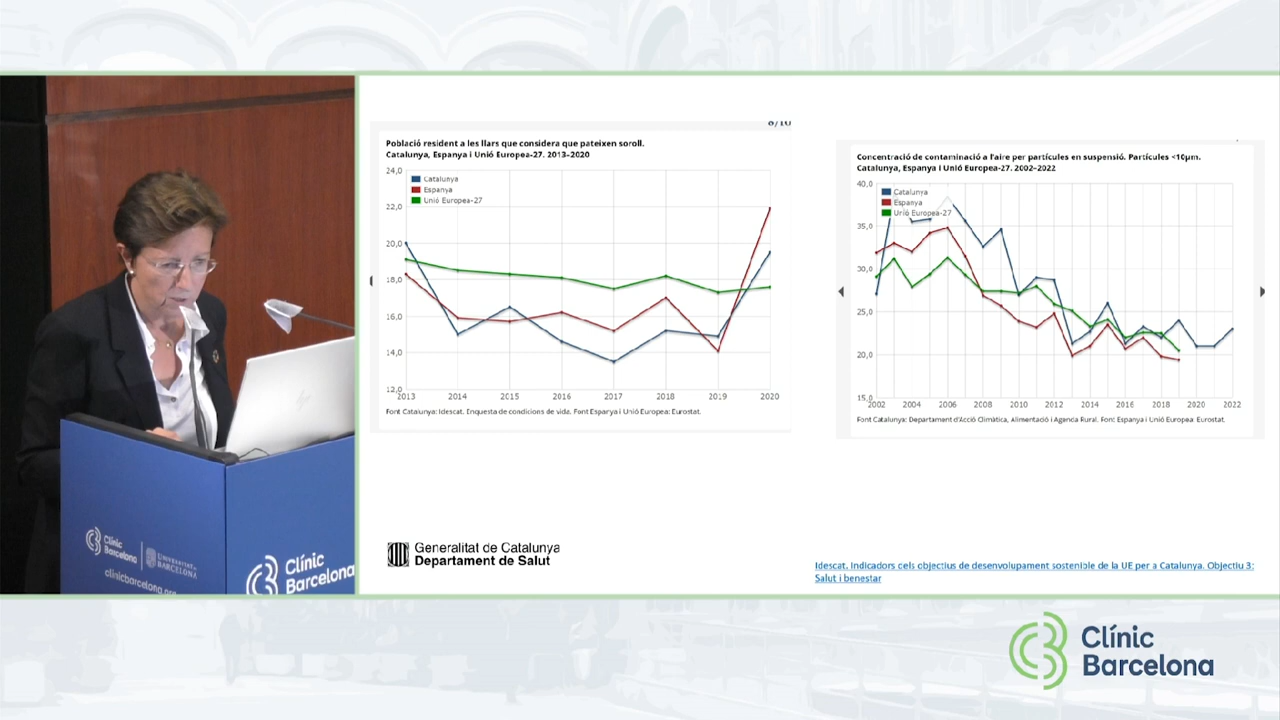 8/10
Població resident a les llars que considera que pateixen soroll.
Catalunya, Espanya i Unió Europea-27. 2013-2020
24,0
22,0
20,0
18,0
16,0
14,0
12,0
Catalunya
Espanya
Unió Europea-27
2013 2014 2015 2016 2017 2018 2019 2020
Font Catalunya: Idescat. Enquesta de condicions de vida. Font Espanya i Unió Europea: Eurostat.
Concentració de contaminació a l'aire per partícules en suspensió. Partícules <10µm.
Catalunya, Espanya i Unió Europea-27. 2002-2022
40,0
35,0
30,0
25,0
20,0
15,0
Catalunya
Espanya
Unió Europea-27
2002 2004 2006 2008 2010 2012 2014 2016 2018 2020 2022
Font Catalunya: Departament d'Acció Climàtica, Alimentació i Agenda Rural. Font Espanya i Unió Europea: Eurostat.
Generalitat de Catalunya
Departament de Salut
Idescat. Indicadors dels objectius de desenvolupament sostenible de la UE per a Catalunya. Objectiu 3:
Salut i benestar
Clínic
Barcelona
UNIVERSITAT DE
BARCELONA
clinicbarcelona.org
Clínic
Barcelona
Clínic
Barcelona